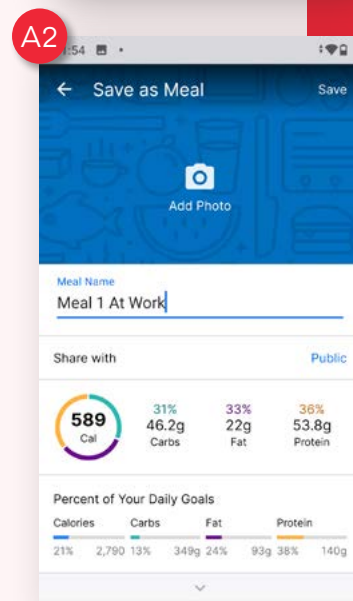 A2
:54
← Save as Meal Save
Add Photo
Meal Name
Meal 1 At Work
Share with Public
31% 33% 36%
589 46.2g 22g 53.8g
Cal Carbs Fat Protein
Percent of Your Daily Goals
Calories Carbs Fat Protein
21% 2,790 13% 349g 24% 93g 38% 140g